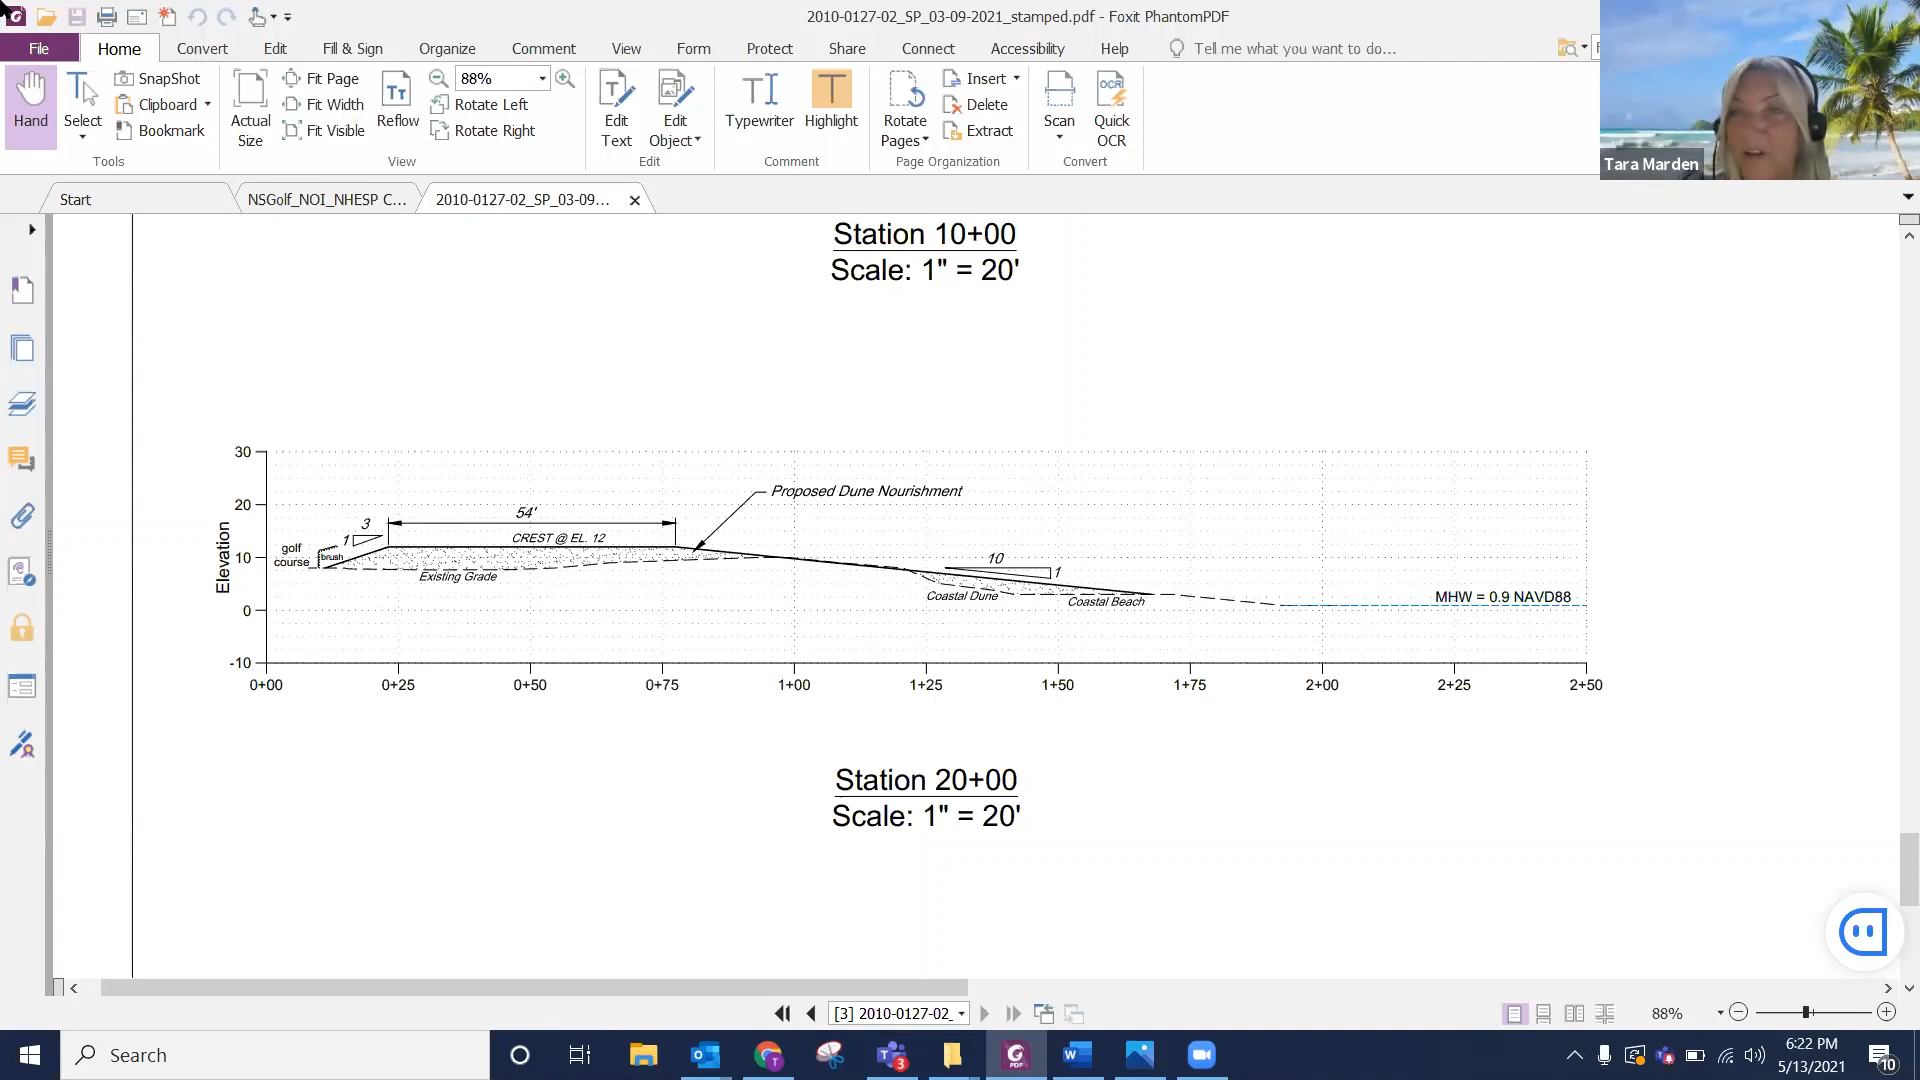 2010-0127-02_SP_03-09-2021_stamped.pdf - Foxit PhantomPDF
File Home Convert Edit Fill & Sign Organize Comment View Form Protect Share Connect Accessibility Help Tell me what you want to do...
Hand
Select
SnapShot
Clipboard
Bookmark
Tools
Actual Size
Fit Page
Fit Width
Fit Visible
Reflow
88%
Rotate Left
Rotate Right
View
Edit Text
Edit Object
Edit
Typewriter
Highlight
Comment
Rotate Pages
Insert
Delete
Extract
Page Organization
Scan
OCR
Quick OCR
Convert
Tara Marden
Start
NSGolf_NOI_NHESP C...
2010-0127-02_SP_03-09...
Station 10+00
Scale: 1" = 20'
Elevation
30
20
10
0
-10
golf course
brush
1
3
54'
CREST @ EL. 12
Existing Grade
Proposed Dune Nourishment
10
1
Coastal Dune
Coastal Beach
MHW = 0.9 NAVD88
0+00 0+25 0+50 0+75 1+00 1+25 1+50 1+75 2+00 2+25 2+50
Station 20+00
Scale: 1" = 20'
[3] 2010-0127-02_
88%
Search
3
PDF
6:22 PM
5/13/2021
10